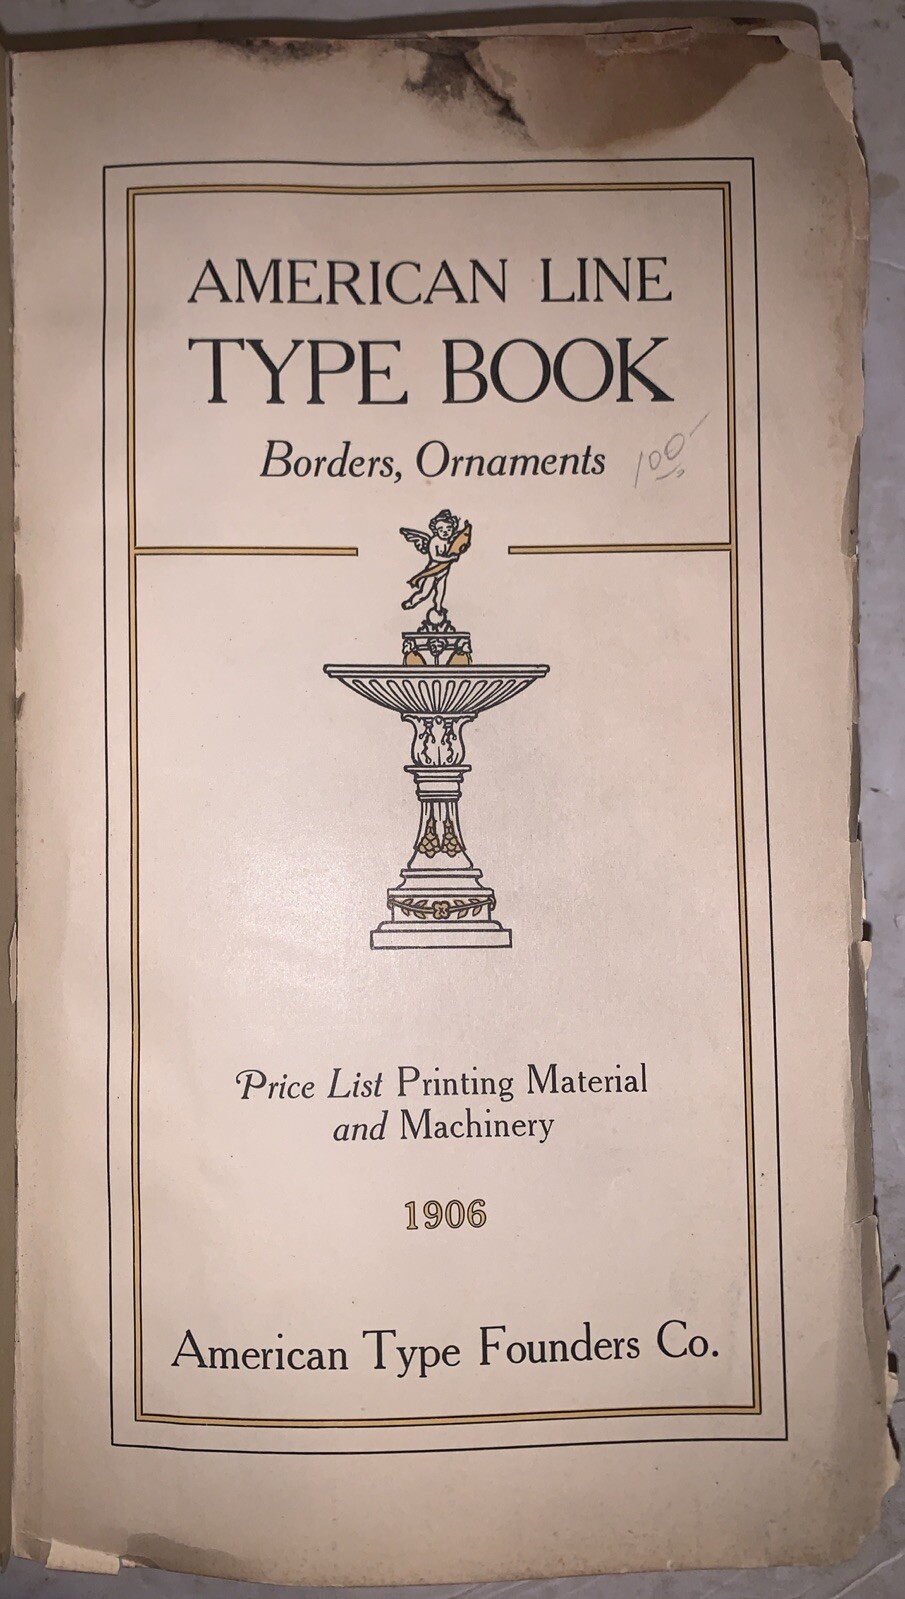 AMERICAN LINE
TYPE BOOK
Borders, Ornaments
100-
Price List Printing Material
and Machinery
1906
American Type Founders Co.